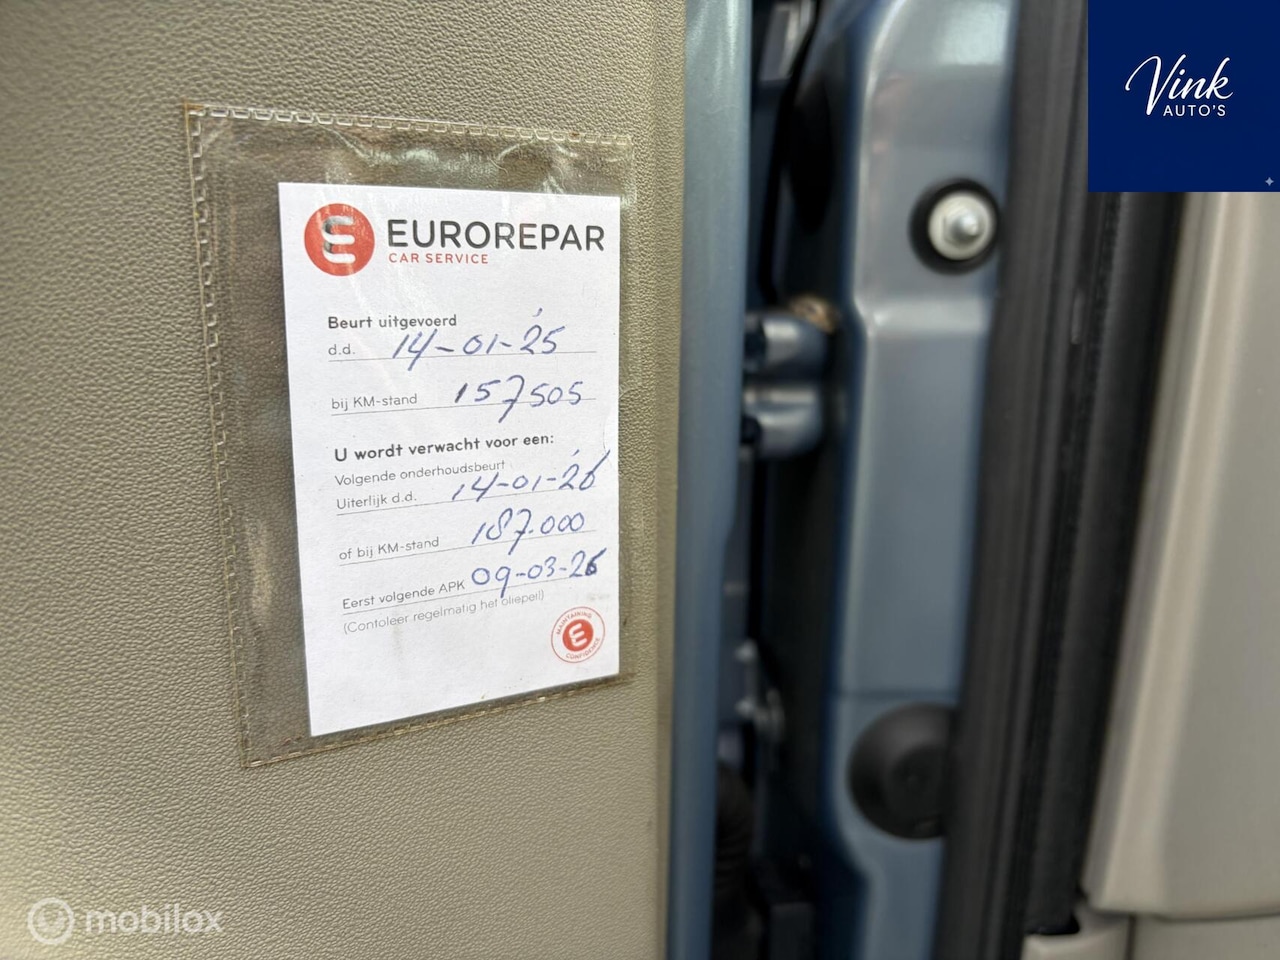 Vink
AUTO'S
EUROREPAR
CAR SERVICE
Beurt uitgevoerd
d.d. 14-01-'25
bij KM-stand 157505
U wordt verwacht voor een:
Volgende onderhoudsbeurt
Uiterlijk d.d. 14-01-'26
of bij KM-stand 187.000
Eerst volgende APK 09-03-26
(Contoleer regelmatig het oliepeil)
MAINTAINING
CONFIDENCE
mobilox